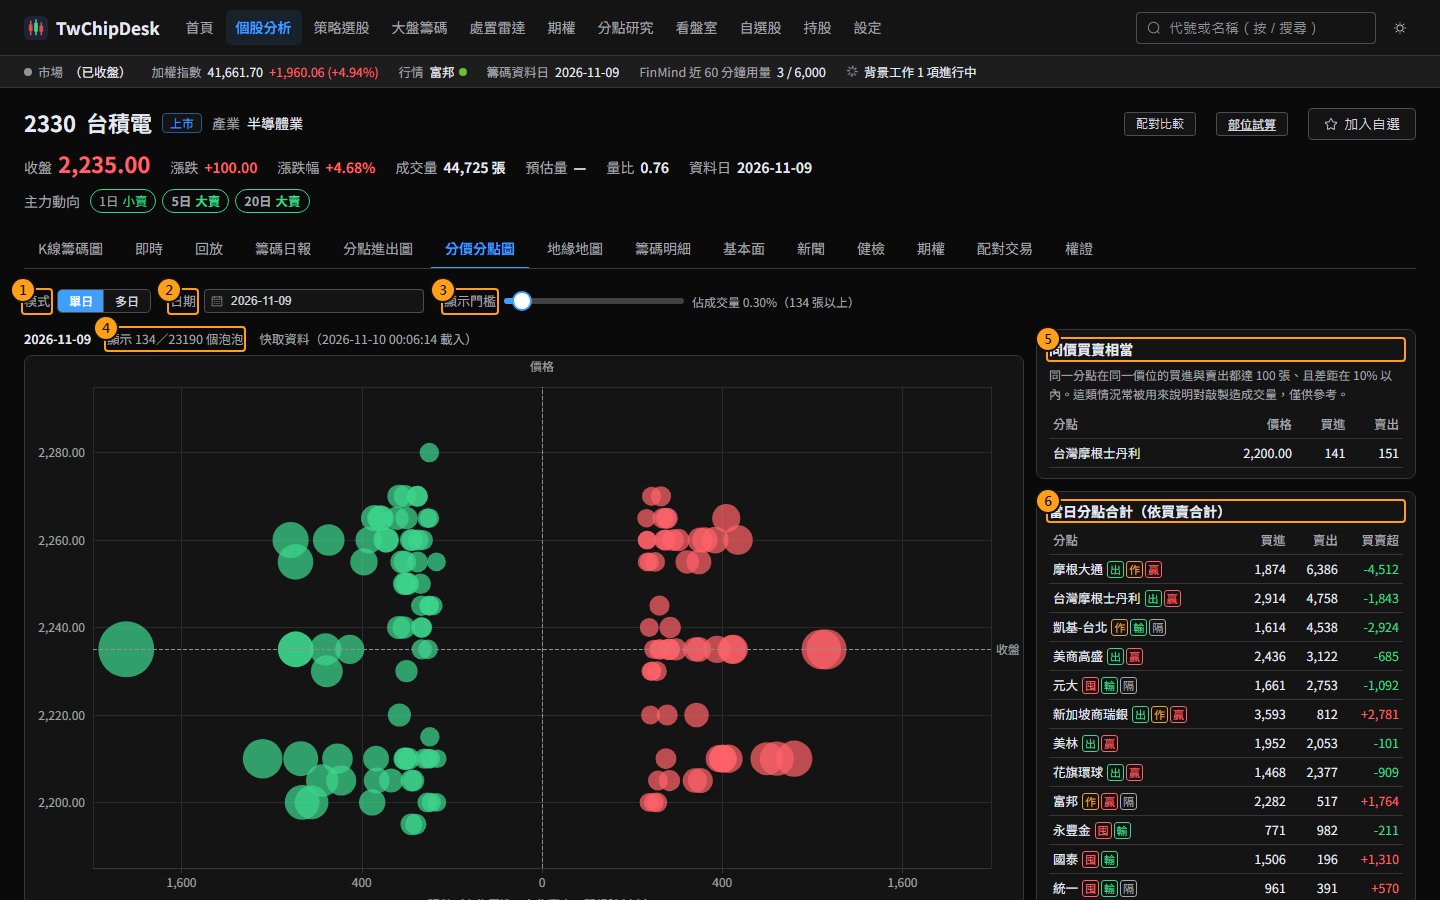 TwChipDesk 首頁 個股分析 策略選股 大盤籌碼 處置雷達 期權 分點研究 看盤室 自選股 持股 設定 代號或名稱（按 / 搜尋）
市場 （已收盤） 加權指數 41,661.70 +1,960.06 (+4.94%) 行情 富邦 籌碼資料日 2026-11-09 FinMind 近 60 分鐘用量 3 / 6,000 背景工作 1 項進行中
2330 台積電 上市 產業 半導體業 配對比較 部位試算 加入自選
收盤 2,235.00 漲跌 +100.00 漲跌幅 +4.68% 成交量 44,725 張 預估量 — 量比 0.76 資料日 2026-11-09
主力動向 1日 小賣 5日 大賣 20日 大賣
K線籌碼圖 即時 回放 籌碼日報 分點進出圖 分價分點圖 地緣地圖 籌碼明細 基本面 新聞 健檢 期權 配對交易 權證
1 模式 單日 多日 2 日期 2026-11-09 3 顯示門檻 佔成交量 0.30%（134 張以上）
2026-11-09 4 顯示 134／23190 個泡泡 快取資料（2026-11-10 00:06:14 載入）
價格
2,280.00
2,260.00
2,240.00
收盤
2,220.00
2,200.00
1,600 400 0 400 1,600
5 同價買賣相當
同一分點在同一價位的買進與賣出都達 100 張、且差距在 10% 以
內。這類情況常被用來說明對敲製造成交量，僅供參考。
分點 價格 買進 賣出
台灣摩根士丹利 2,200.00 141 151
6 當日分點合計（依買賣合計）
分點 買進 賣出 買賣超
摩根大通 出 作 贏 1,874 6,386 -4,512
台灣摩根士丹利 出 贏 2,914 4,758 -1,843
凱基-台北 作 輸 隔 1,614 4,538 -2,924
美商高盛 出 贏 2,436 3,122 -685
元大 囤 輸 隔 1,661 2,753 -1,092
新加坡商瑞銀 出 作 贏 3,593 812 +2,781
美林 出 贏 1,952 2,053 -101
花旗環球 出 贏 1,468 2,377 -909
富邦 作 贏 隔 2,282 517 +1,764
永豐金 囤 輸 771 982 -211
國泰 囤 輸 1,506 196 +1,310
統一 囤 輸 隔 961 391 +570